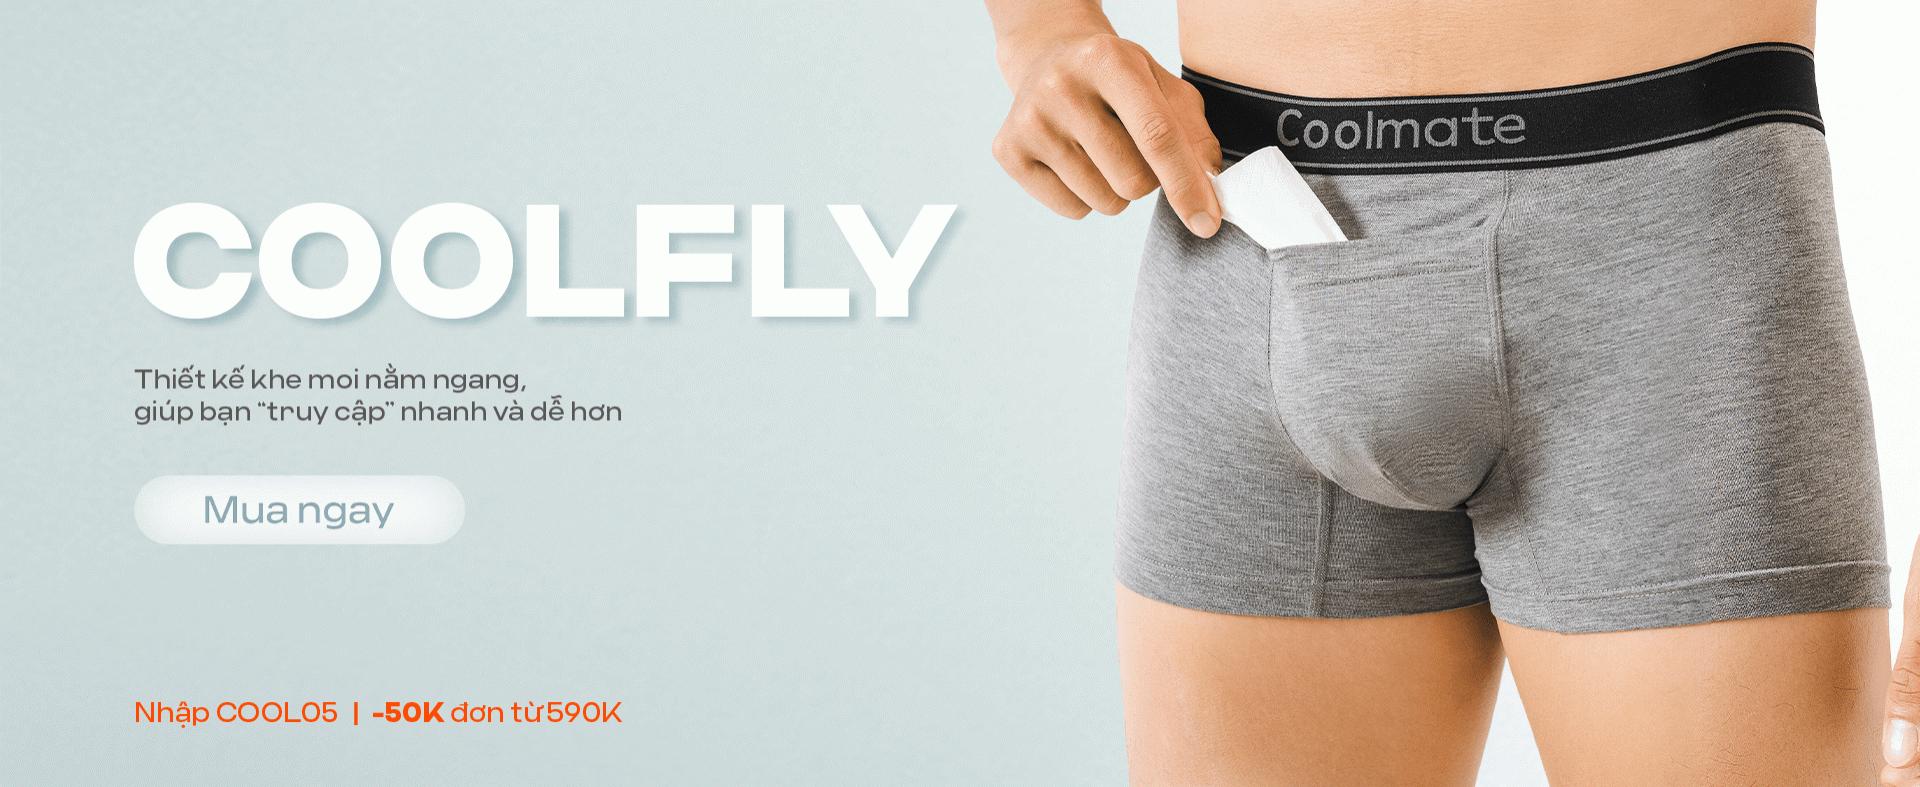 Coolmate
COOLFLY
Thiết kế khe moi nằm ngang,
giúp bạn “truy cập” nhanh và dễ hơn
Mua ngay
Nhập COOL05 | -50K đơn từ 590K